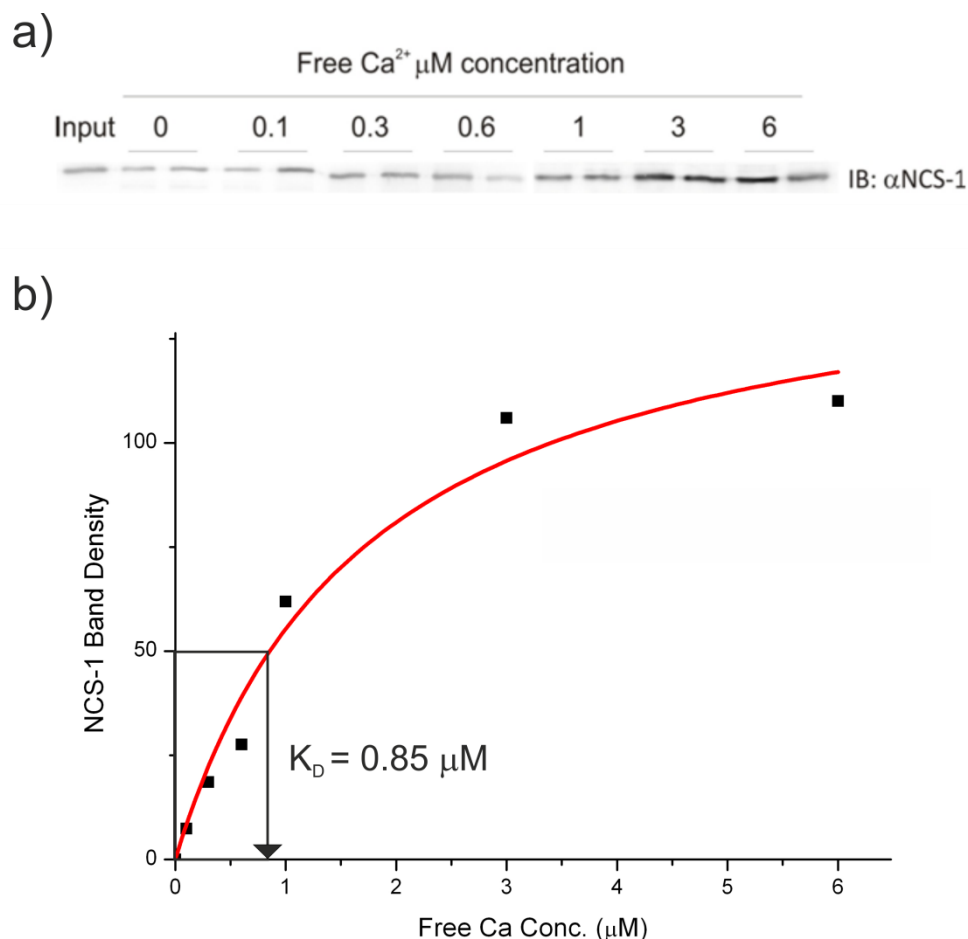 a)
Free Ca²⁺ μM concentration
Input 0 0.1 0.3 0.6 1 3 6
IB: αNCS-1
b)
100
50
0
NCS-1 Band Density
K_D = 0.85 μM
0 1 2 3 4 5 6
Free Ca Conc. (μM)